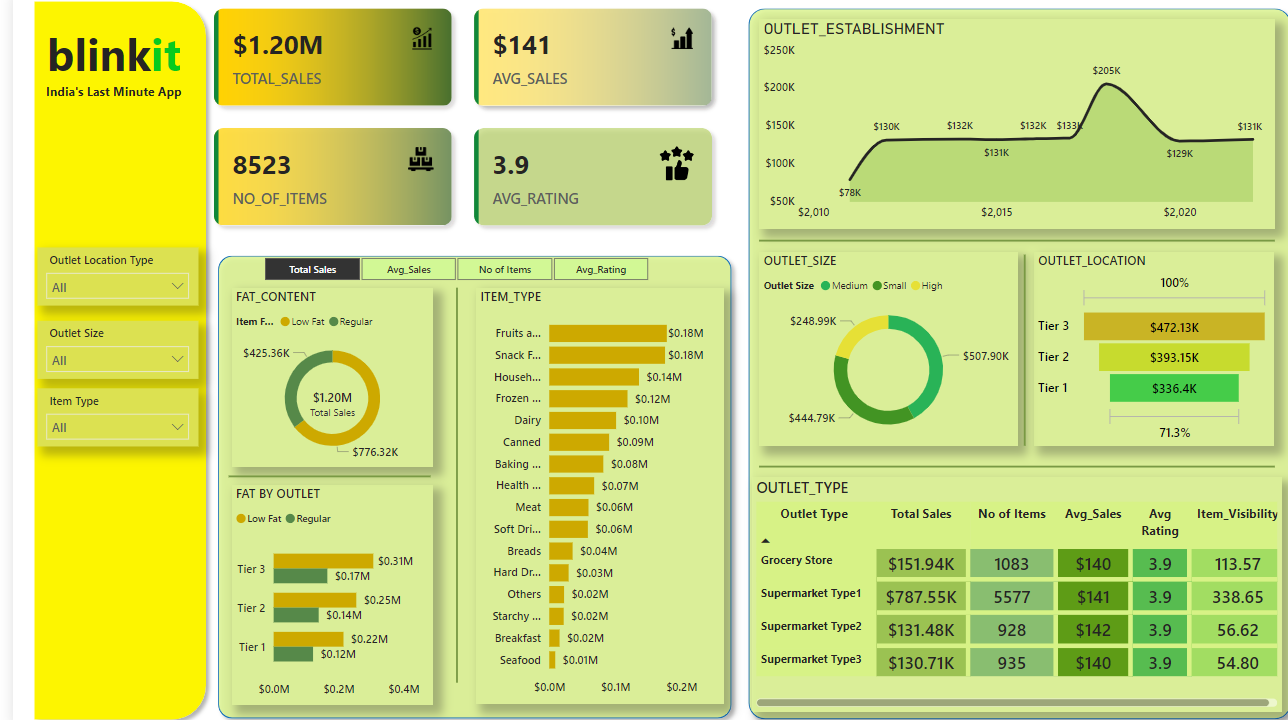 blinkit
India's Last Minute App
Outlet Location Type
All
Outlet Size
All
Item Type
All
$1.20M
TOTAL_SALES
$141
AVG_SALES
8523
NO_OF_ITEMS
3.9
AVG_RATING
Total Sales Avg_Sales No of Items Avg_Rating
FAT_CONTENT
Item F... Low Fat Regular
$425.36K
$1.20M
Total Sales
$776.32K
FAT BY OUTLET
Low Fat Regular
Tier 3 $0.31M
$0.17M
Tier 2 $0.25M
$0.14M
Tier 1 $0.22M
$0.12M
$0.0M $0.2M $0.4M
ITEM_TYPE
Fruits a... $0.18M
Snack F... $0.18M
Househ... $0.14M
Frozen ... $0.12M
Dairy $0.10M
Canned $0.09M
Baking ... $0.08M
Health ... $0.07M
Meat $0.06M
Soft Dri... $0.06M
Breads $0.04M
Hard Dr... $0.03M
Others $0.02M
Starchy ... $0.02M
Breakfast $0.02M
Seafood $0.01M
$0.0M $0.1M $0.2M
OUTLET_ESTABLISHMENT
$250K
$200K
$150K
$100K
$50K
$78K $130K $132K $131K $132K $133K $205K $129K $131K
$2,010 $2,015 $2,020
OUTLET_SIZE
Outlet Size Medium Small High
$248.99K
$507.90K
$444.79K
OUTLET_LOCATION
100%
Tier 3 $472.13K
Tier 2 $393.15K
Tier 1 $336.4K
71.3%
OUTLET_TYPE
Outlet Type Total Sales No of Items Avg_Sales Avg Rating Item_Visibility
Grocery Store $151.94K 1083 $140 3.9 113.57
Supermarket Type1 $787.55K 5577 $141 3.9 338.65
Supermarket Type2 $131.48K 928 $142 3.9 56.62
Supermarket Type3 $130.71K 935 $140 3.9 54.80